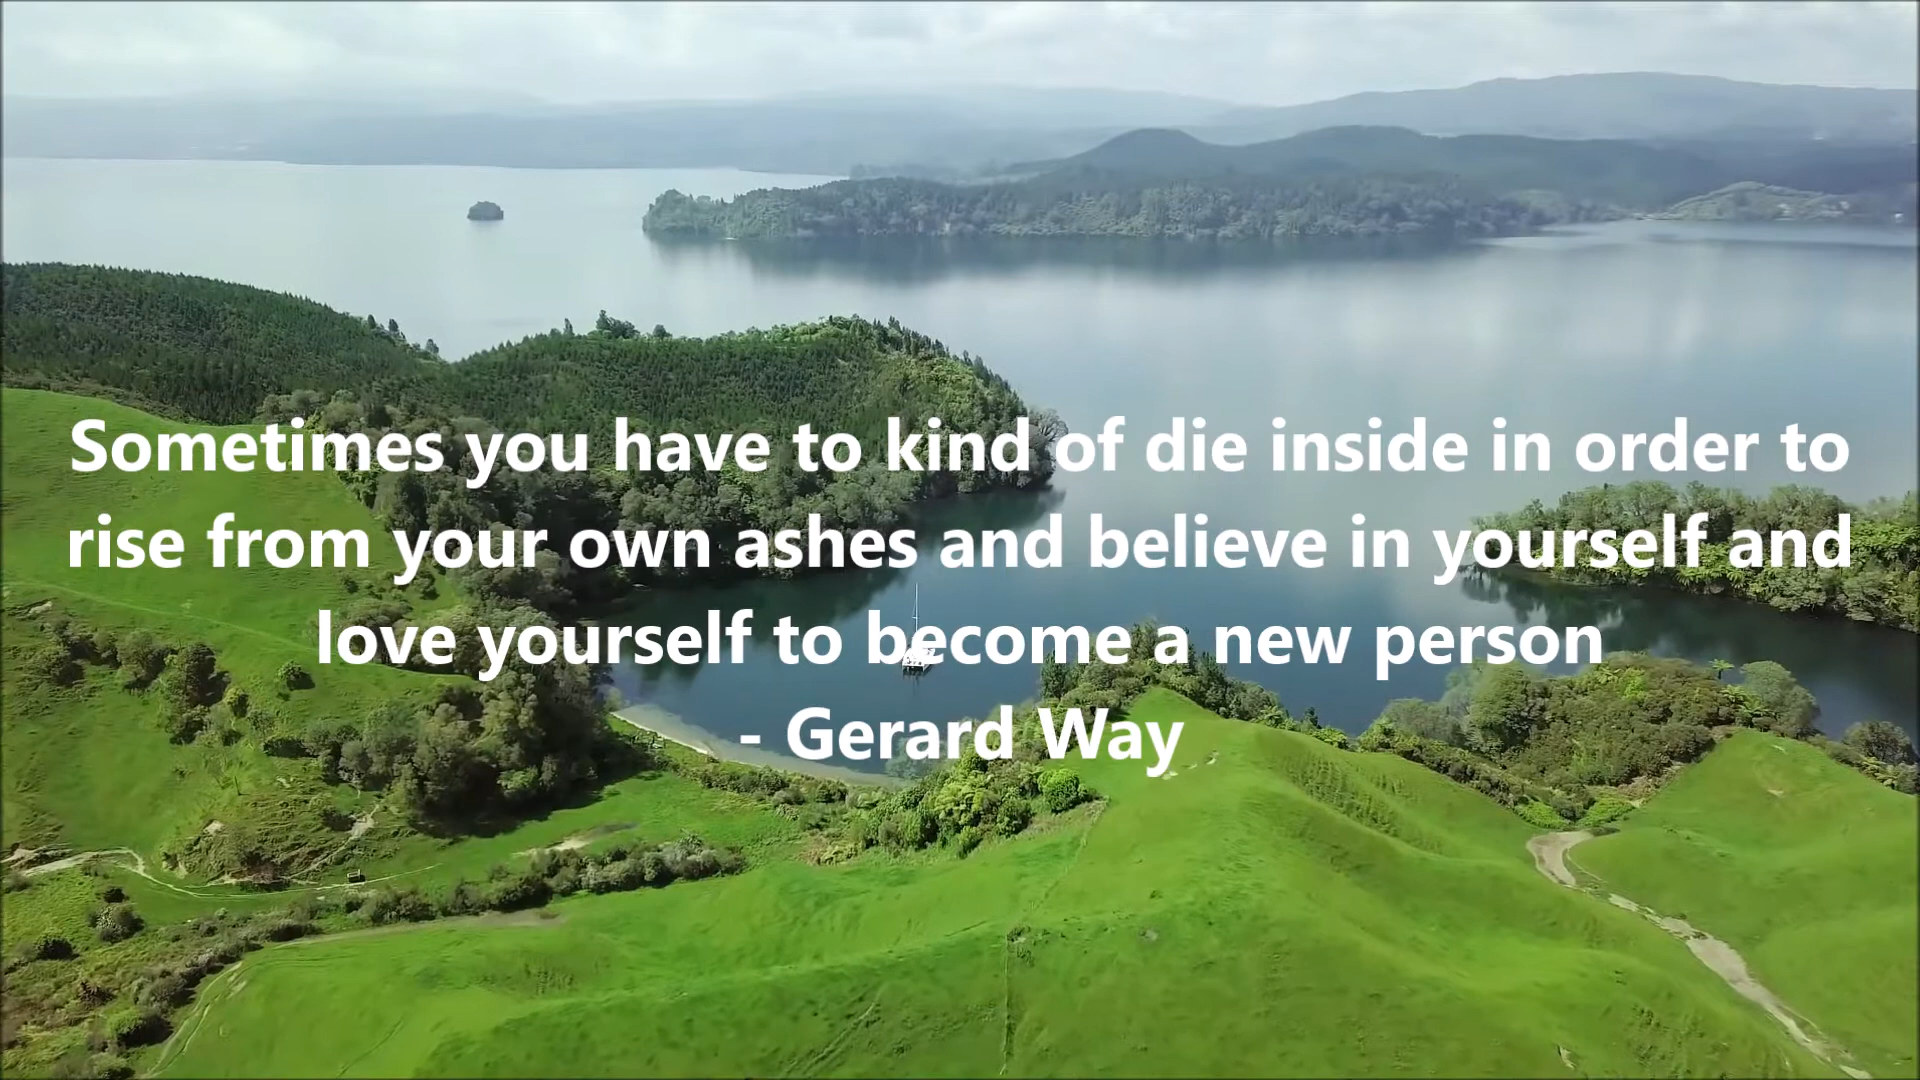 Sometimes you have to kind of die inside in order to
rise from your own ashes and believe in yourself and
love yourself to become a new person
- Gerard Way